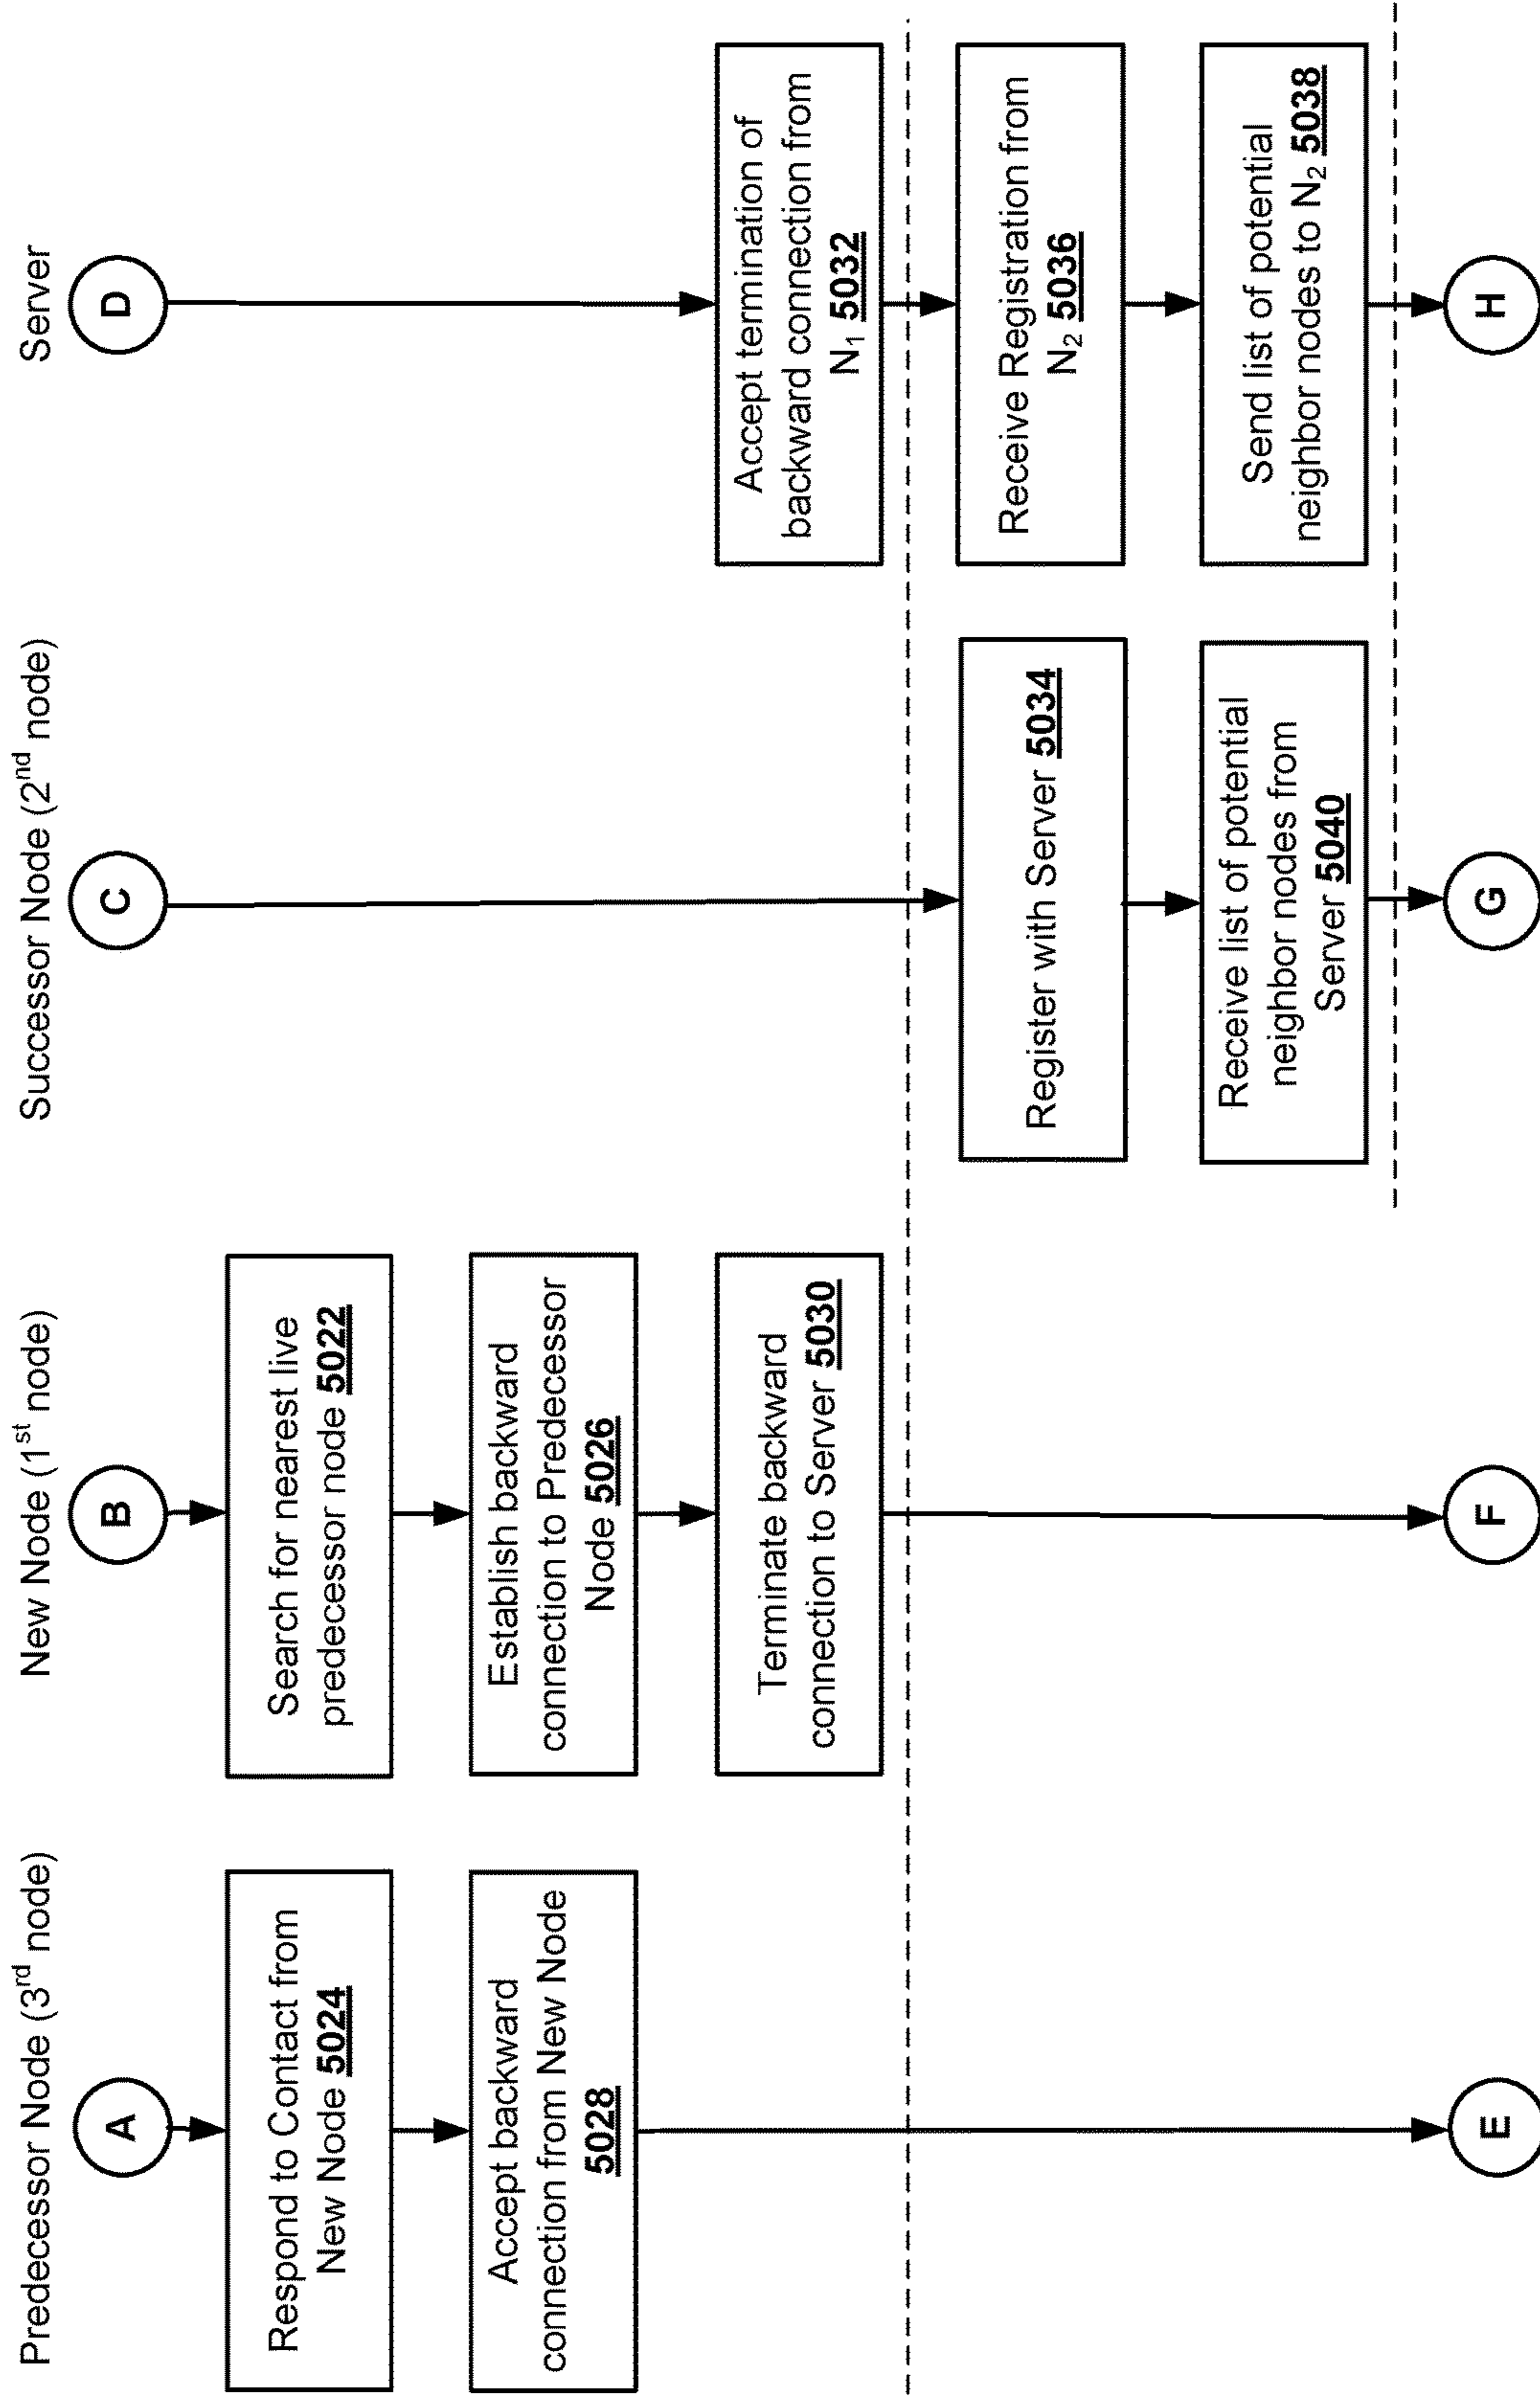 Predecessor Node (3rd node)
New Node (1st node)
Successor Node (2nd node)
Server
A
B
C
D
Respond to Contact from
New Node 5024
Search for nearest live
predecessor node 5022
Accept backward
connection from New Node
5028
Establish backward
connection to Predecessor
Node 5026
Terminate backward
connection to Server 5030
Accept termination of
backward connection from
N₁ 5032
Register with Server 5034
Receive Registration from
N₂ 5036
Receive list of potential
neighbor nodes from
Server 5040
Send list of potential
neighbor nodes to N₂ 5038
E
F
G
H